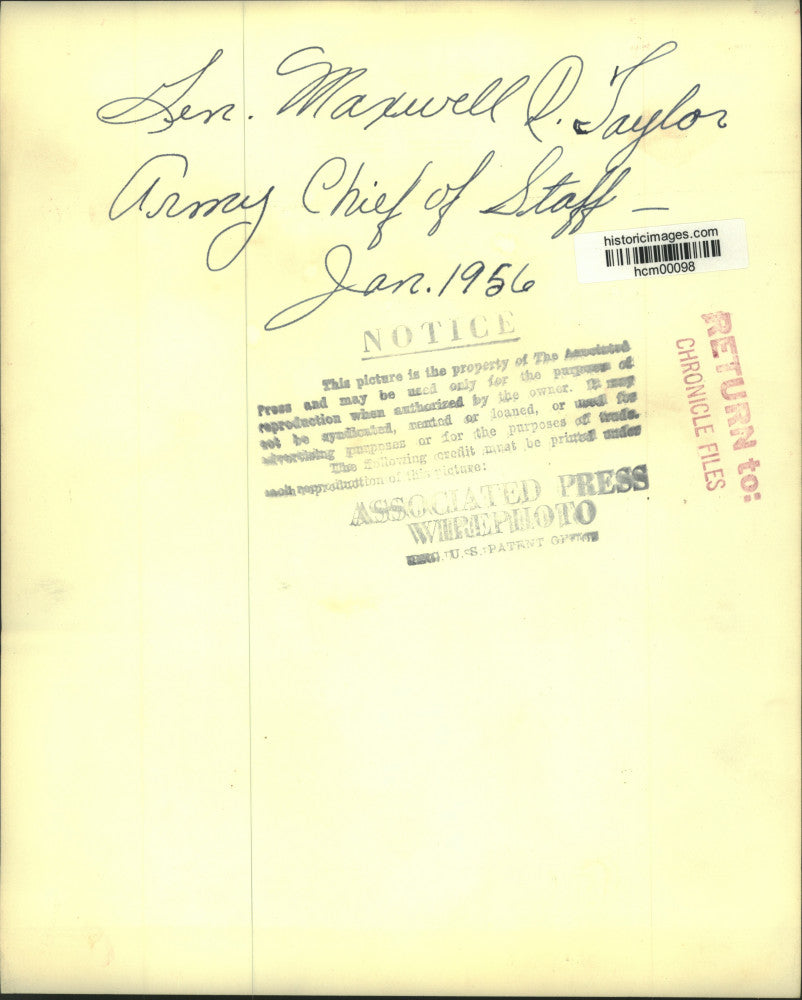 Gen. Maxwell D. Taylor
Army Chief of Staff —
Jan. 1956
historicimages.com
hcm00098
NOTICE
This picture is the property of The Associated
Press and may be used only for the purposes of
reproduction when authorized by the owner. It may
not be syndicated, rented or loaned, or used for
advertising purposes or for the purposes of trade.
The following credit must be printed under
each reproduction of this picture:
ASSOCIATED PRESS
WIREPHOTO
REG. U. S. PATENT OFFICE
RETURN to:
CHRONICLE FILES